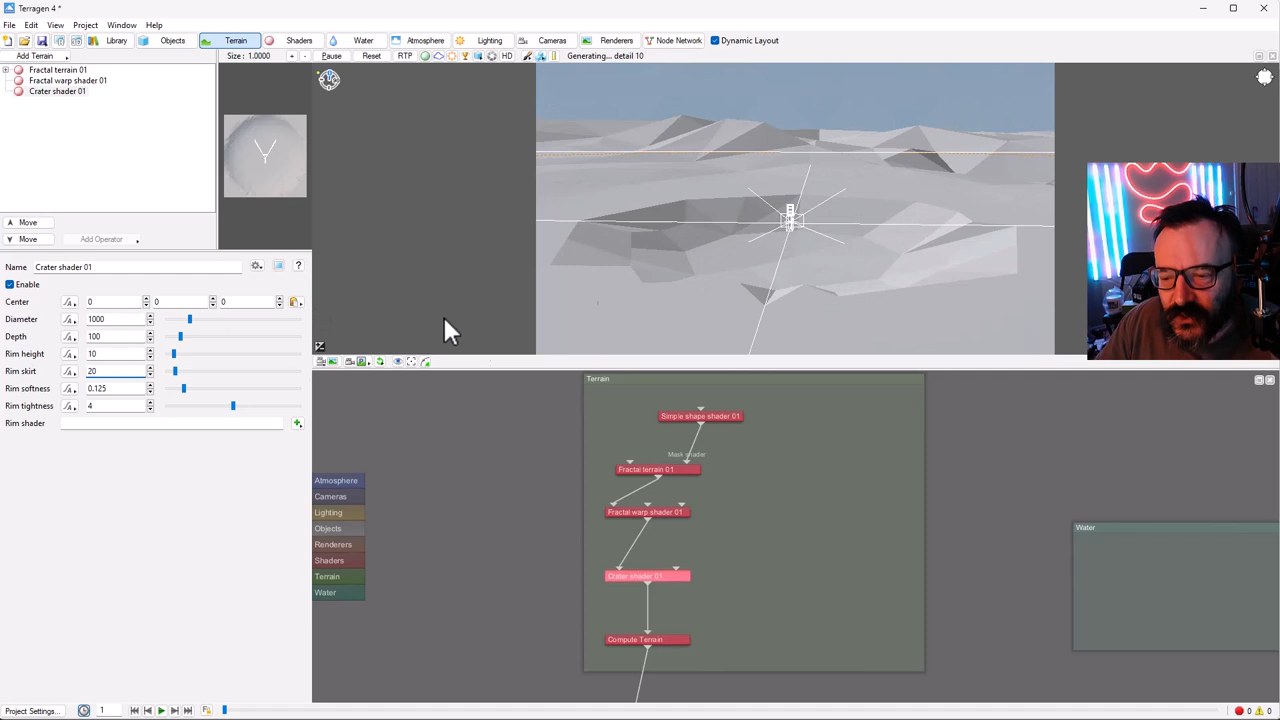 Terragen 4 *
File Edit View Project Window Help
Library Objects Terrain Shaders Water Atmosphere Lighting Cameras Renderers Node Network Dynamic Layout
Add Terrain Size : 1.0000 Pause Reset RTP HD Generating... detail 10
Fractal terrain 01
Fractal warp shader 01
Crater shader 01
Move
Move Add Operator
Name Crater shader 01
Enable
Center 0 0 0
Diameter 1000
Depth 100
Rim height 10
Rim skirt 20
Rim softness 0.125
Rim tightness 4
Rim shader
Terrain
Simple shape shader 01
Mask shader
Fractal terrain 01
Fractal warp shader 01
Crater shader 01
Compute Terrain
Water
Atmosphere
Cameras
Lighting
Objects
Renderers
Shaders
Terrain
Water
Project Settings... 1 0 0